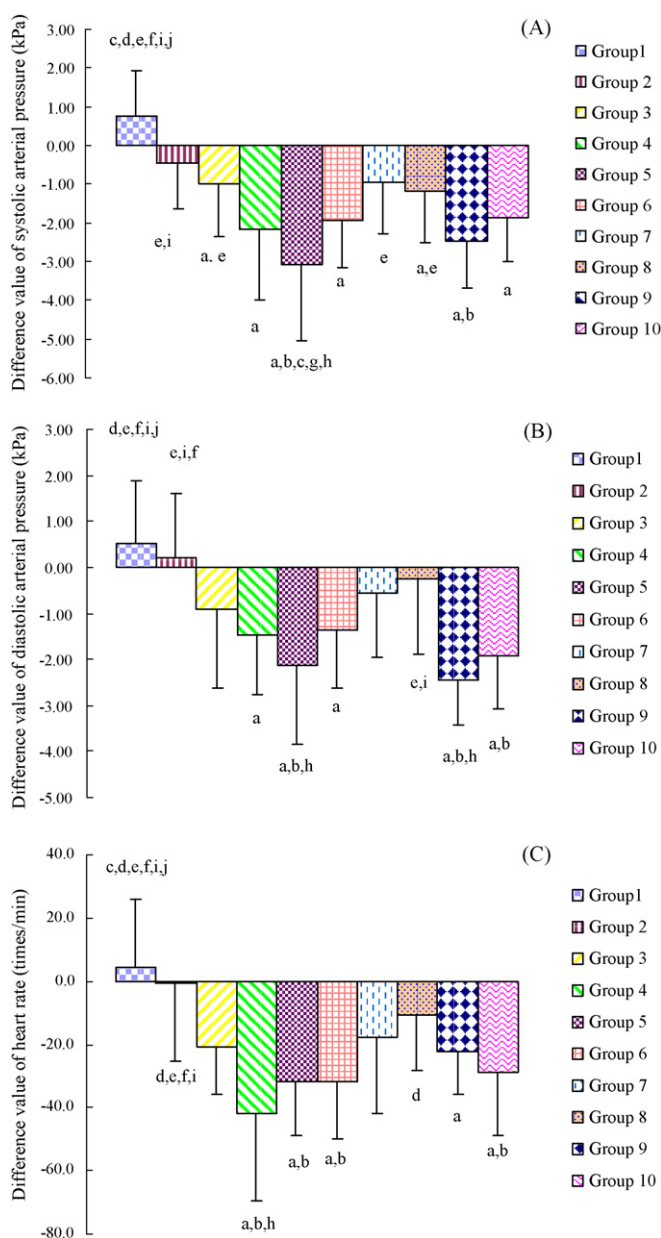 (A)
Difference value of systolic arterial pressure (kPa)
3.00
2.00
1.00
0.00
-1.00
-2.00
-3.00
-4.00
-5.00
-6.00
c,d,e,f,i,j
e,i
a, e
a
a,b,c,g,h
a
e
a,e
a,b
a
Group1
Group 2
Group 3
Group 4
Group 5
Group 6
Group 7
Group 8
Group 9
Group 10
(B)
Difference value of diastolic arterial pressure (kPa)
3.00
2.00
1.00
0.00
-1.00
-2.00
-3.00
-4.00
-5.00
d,e,f,i,j
e,i,f
a
a,b,h
a
e,i
a,b,h
a,b
Group1
Group 2
Group 3
Group 4
Group 5
Group 6
Group 7
Group 8
Group 9
Group 10
(C)
Difference value of heart rate (times/min)
40.0
20.0
0.0
-20.0
-40.0
-60.0
-80.0
c,d,e,f,i,j
d,e,f,i
a,b,h
a,b
a,b
d
a
a,b
Group1
Group 2
Group 3
Group 4
Group 5
Group 6
Group 7
Group 8
Group 9
Group 10